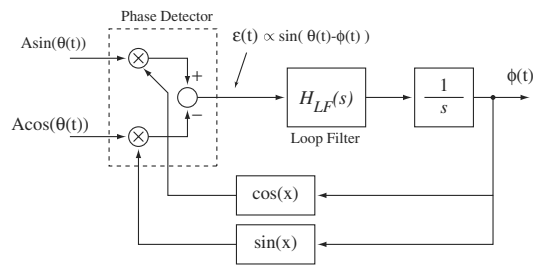 Phase Detector
Asin(θ(t))
ε(t) ∝ sin( θ(t)-ϕ(t) )
×
+
ϕ(t)
H_LF(s)
1
s
Acos(θ(t))
−
×
Loop Filter
cos(x)
sin(x)